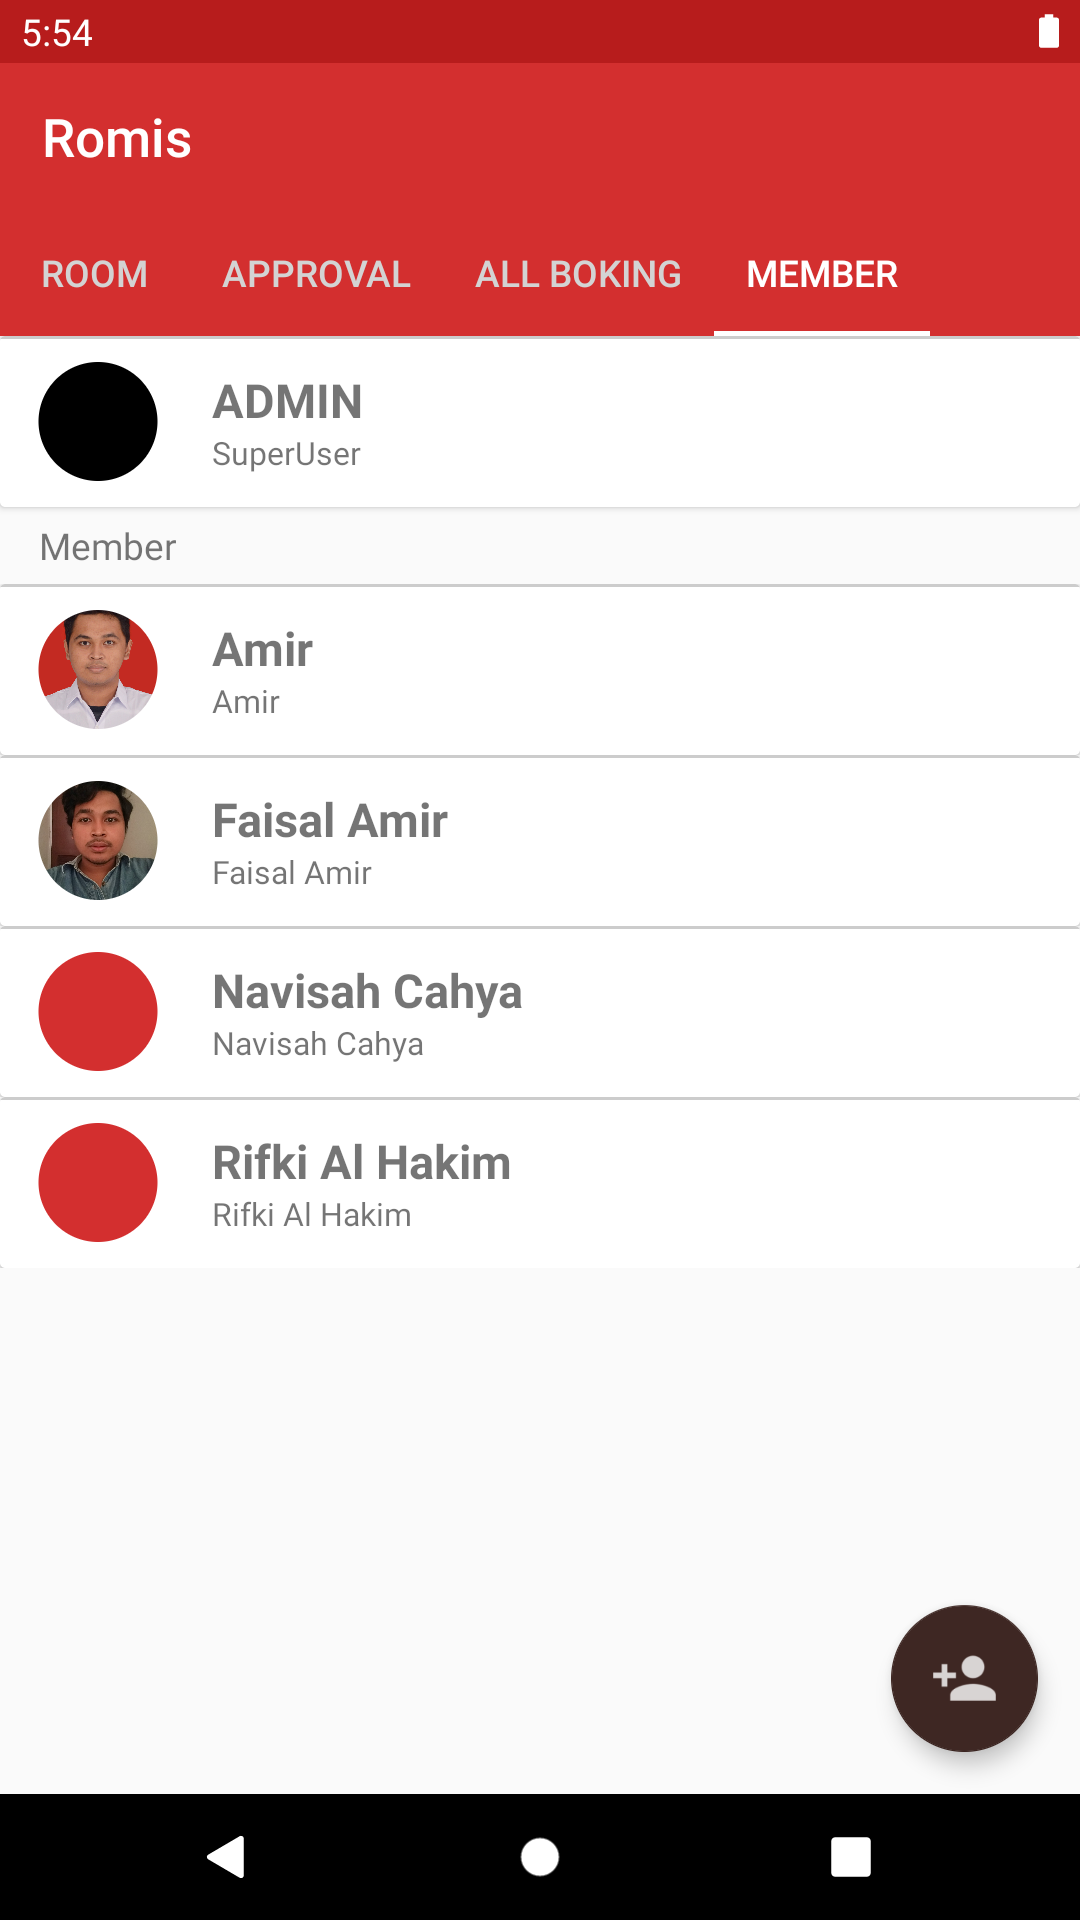 5:54
Romis
ROOM APPROVAL ALL BOKING MEMBER
ADMIN
SuperUser
Member
Amir
Amir
Faisal Amir
Faisal Amir
Navisah Cahya
Navisah Cahya
Rifki Al Hakim
Rifki Al Hakim